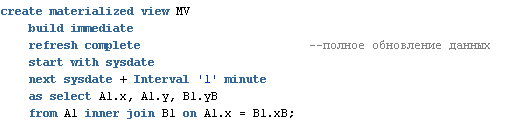 create materialized view MV
build immediate
refresh complete --полное обновление данных
start with sysdate
next sysdate + Interval '1' minute
as select A1.x, A1.y, B1.yB
from A1 inner join B1 on A1.x = B1.xB;